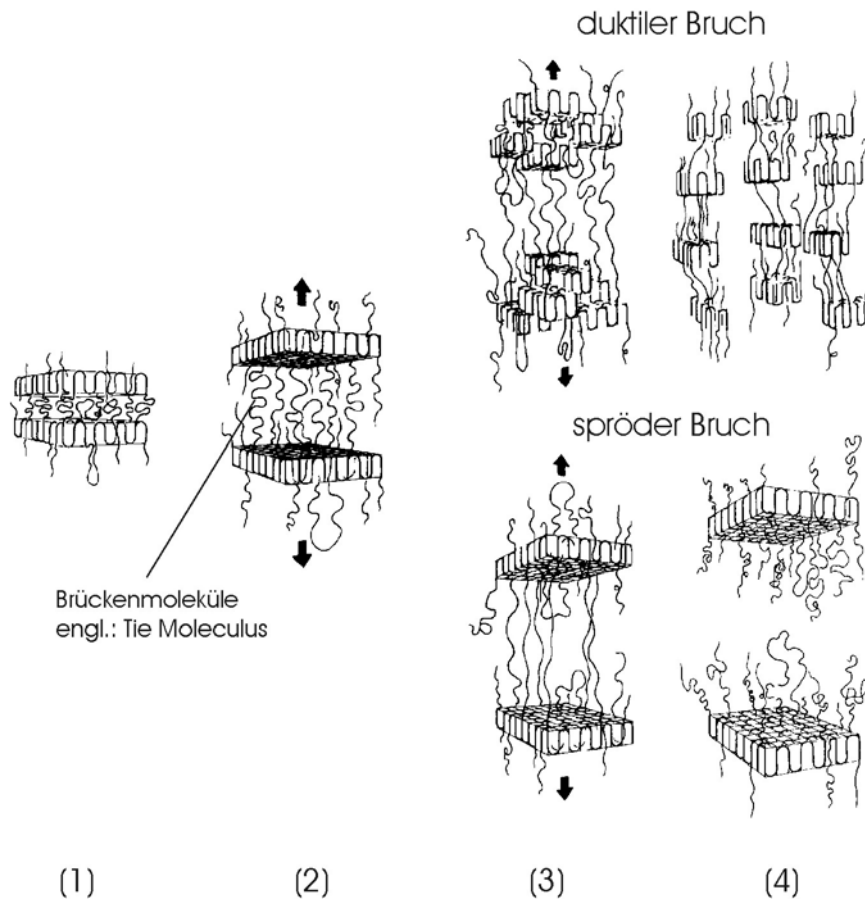 duktiler Bruch
spröder Bruch
Brückenmoleküle
engl.: Tie Moleculus
(1)
(2)
(3)
(4)